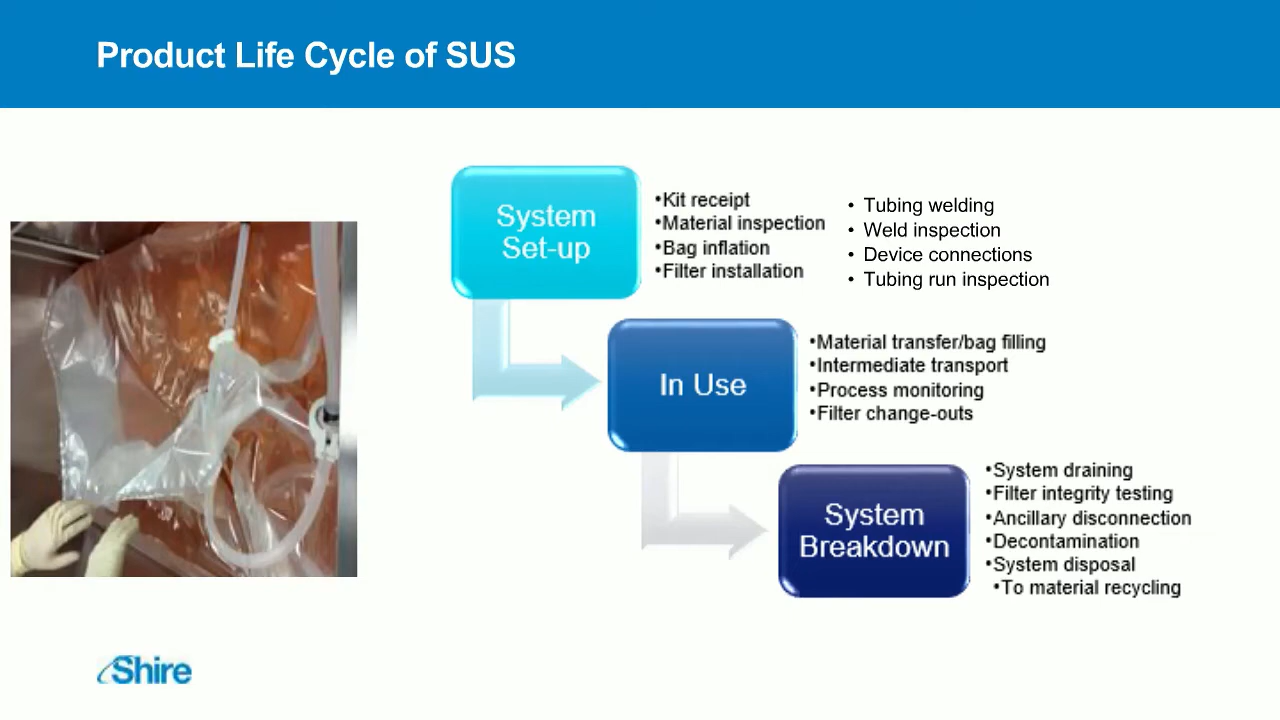 Product Life Cycle of SUS
System
Set-up
•Kit receipt
•Material inspection
•Bag inflation
•Filter installation
• Tubing welding
• Weld inspection
• Device connections
• Tubing run inspection
In Use
•Material transfer/bag filling
•Intermediate transport
•Process monitoring
•Filter change-outs
System
Breakdown
•System draining
•Filter integrity testing
•Ancillary disconnection
•Decontamination
•System disposal
•To material recycling
Shire